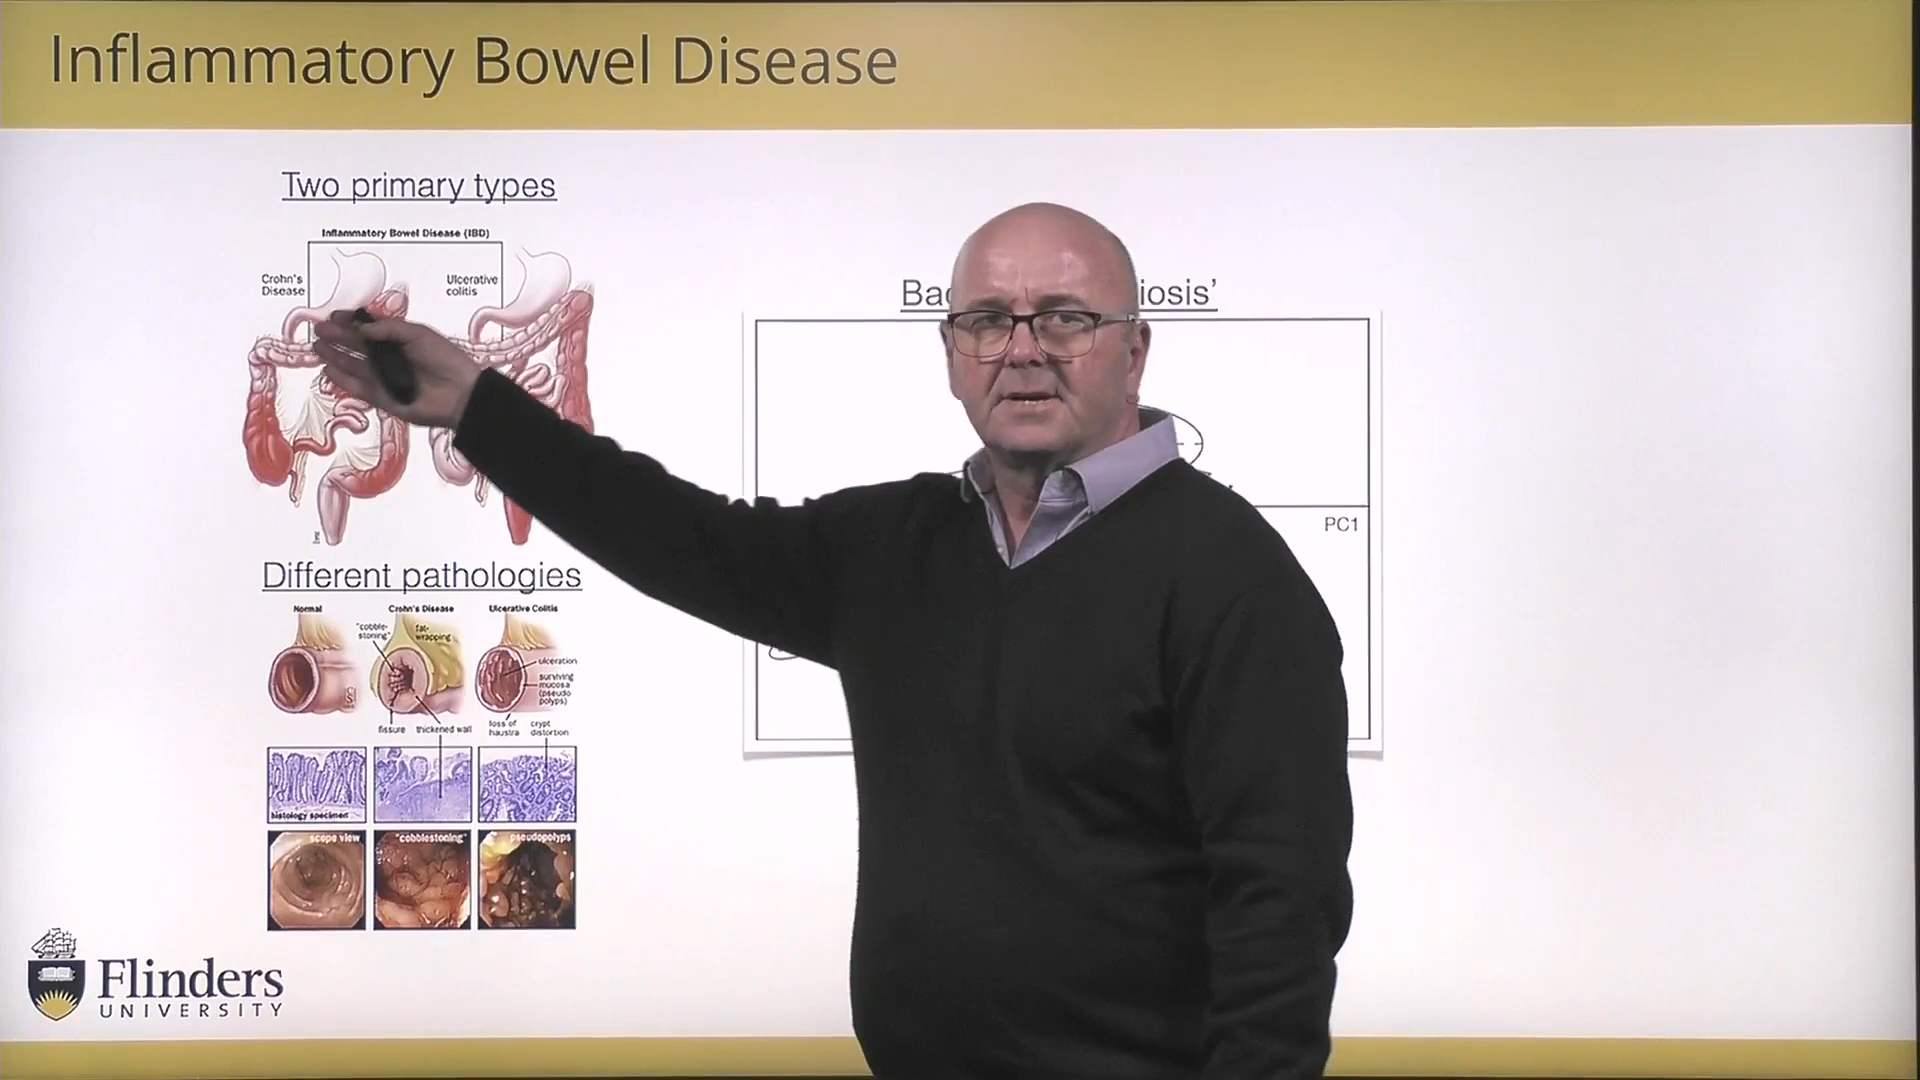 Inflammatory Bowel Disease
Two primary types
Inflammatory Bowel Disease (IBD)
Crohn's
Disease
Ulcerative
colitis
iosis’
PC1
Different pathologies
Normal
Crohn's Disease
Ulcerative Colitis
"cobble-
stoning"
fat-
wrapping
ulceration
surviving
mucosa
(pseudo
polyps)
fissure
thickened wall
loss of
haustra
crypt
distortion
histology specimen
scope view
"cobblestoning"
pseudopolyps
Flinders
UNIVERSITY